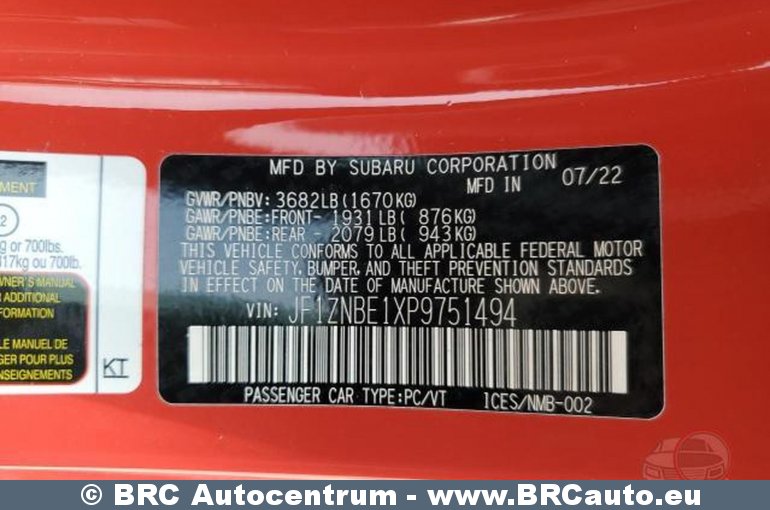 MENT
2
g or 700lbs.
317kg ou 700lb.
WNER'S MANUAL
R ADDITIONAL
FORMATION
LE MANUEL DE
GER POUR PLUS
NSEIGNEMENTS
KT
MFD BY SUBARU CORPORATION
MFD IN 07/22
GVWR/PNBV: 3682LB(1670KG)
GAWR/PNBE:FRONT- 1931LB( 876KG)
GAWR/PNBE:REAR - 2079LB( 943KG)
THIS VEHICLE CONFORMS TO ALL APPLICABLE FEDERAL MOTOR
VEHICLE SAFETY, BUMPER, AND THEFT PREVENTION STANDARDS
IN EFFECT ON THE DATE OF MANUFACTURE SHOWN ABOVE.
VIN: JF1ZNBE1XP9751494
PASSENGER CAR TYPE:PC/VT ICES/NMB-002
© BRC Autocentrum - www.BRCauto.eu